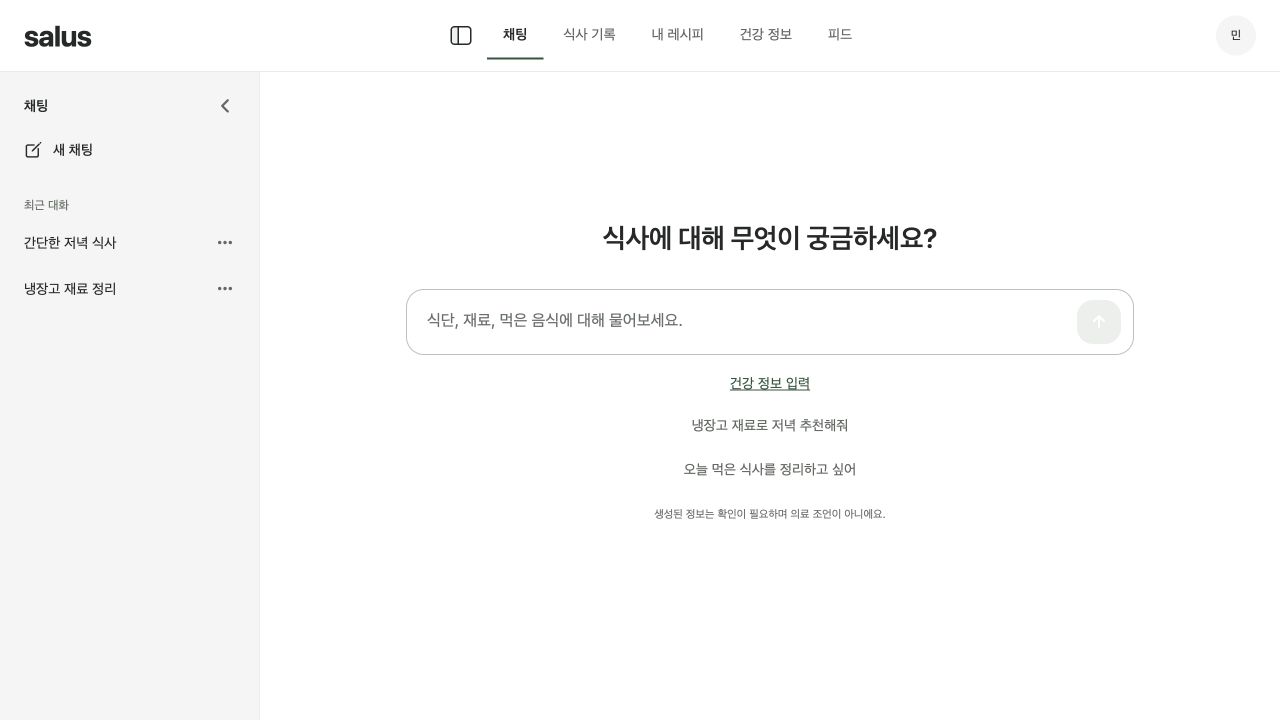 salus
채팅
식사 기록
내 레시피
건강 정보
피드
민
채팅
새 채팅
최근 대화
간단한 저녁 식사
냉장고 재료 정리
식사에 대해 무엇이 궁금하세요?
식단, 재료, 먹은 음식에 대해 물어보세요.
건강 정보 입력
냉장고 재료로 저녁 추천해줘
오늘 먹은 식사를 정리하고 싶어
생성된 정보는 확인이 필요하며 의료 조언이 아니에요.